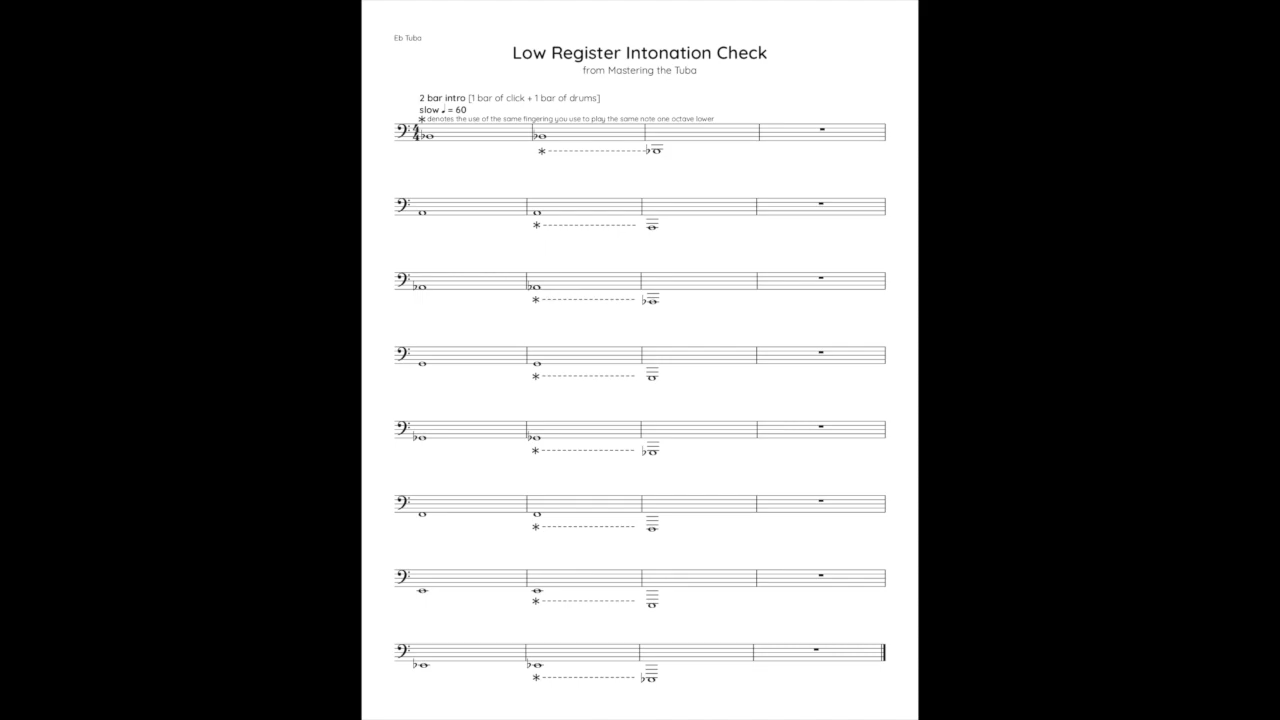 Eb Tuba
Low Register Intonation Check
from Mastering the Tuba
2 bar intro [1 bar of click + 1 bar of drums]
slow ♩ = 60
* denotes the use of the same fingering you use to play the same note one octave lower